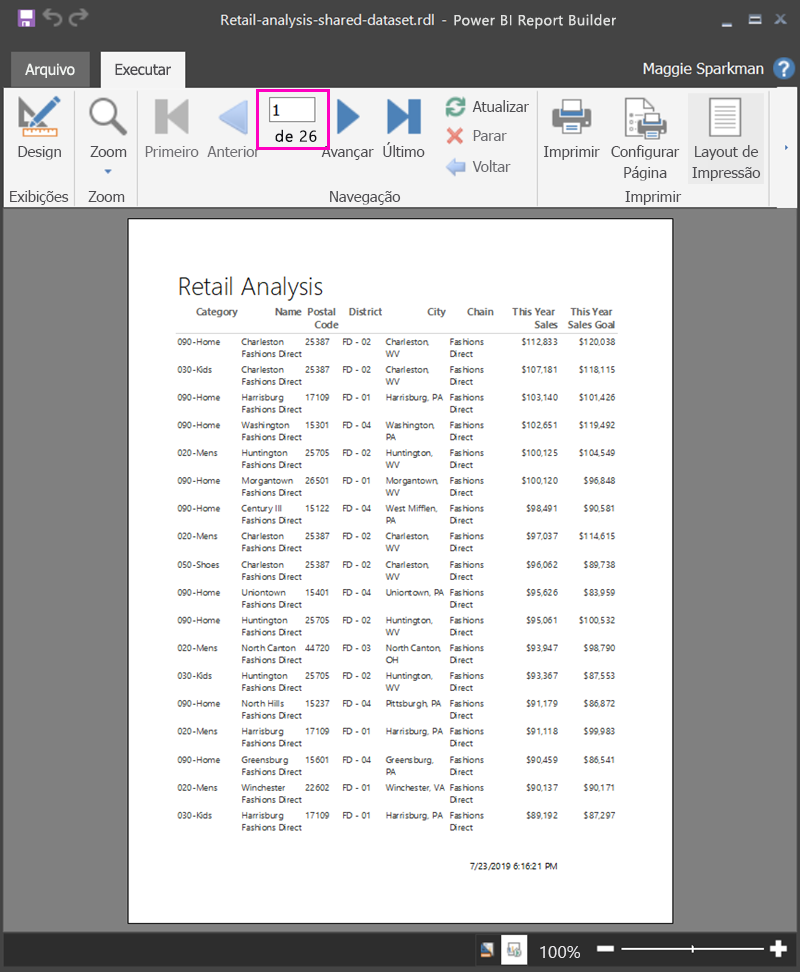 Retail-analysis-shared-dataset.rdl - Power BI Report Builder
Arquivo Executar Maggie Sparkman ?
1
de 26
Design Zoom Primeiro Anterior Avançar Último
Atualizar
Parar
Voltar
Imprimir Configurar Página Layout de Impressão
Exibições Zoom Navegação Imprimir
Retail Analysis
Category Name Postal District City Chain This Year This Year
Code Sales Sales Goal
090-Home Charleston 25387 FD - 02 Charleston, Fashions $112,833 $120,038
Fashions Direct WV Direct
030-Kids Charleston 25387 FD - 02 Charleston, Fashions $107,181 $118,115
Fashions Direct WV Direct
090-Home Harrisburg 17109 FD - 01 Harrisburg, PA Fashions $103,140 $101,426
Fashions Direct Direct
090-Home Washington 15301 FD - 04 Washington, Fashions $102,651 $119,492
Fashions Direct PA Direct
020-Mens Huntington 25705 FD - 02 Huntington, Fashions $100,125 $104,549
Fashions Direct WV Direct
090-Home Morgantown 26501 FD - 01 Morgantown, Fashions $100,120 $96,848
Fashions Direct WV Direct
090-Home Century III 15122 FD - 04 West Mifflen, Fashions $98,491 $90,581
Fashions Direct PA Direct
020-Mens Charleston 25387 FD - 02 Charleston, Fashions $97,037 $114,615
Fashions Direct WV Direct
050-Shoes Charleston 25387 FD - 02 Charleston, Fashions $96,062 $89,738
Fashions Direct WV Direct
090-Home Uniontown 15401 FD - 04 Uniontown, PA Fashions $95,626 $83,959
Fashions Direct Direct
090-Home Huntington 25705 FD - 02 Huntington, Fashions $95,061 $100,532
Fashions Direct WV Direct
020-Mens North Canton 44720 FD - 03 North Canton, Fashions $93,947 $98,790
Fashions Direct OH Direct
030-Kids Huntington 25705 FD - 02 Huntington, Fashions $93,367 $87,553
Fashions Direct WV Direct
090-Home North Hills 15237 FD - 04 Pittsburgh, PA Fashions $91,179 $86,872
Fashions Direct Direct
020-Mens Harrisburg 17109 FD - 01 Harrisburg, PA Fashions $91,118 $99,983
Fashions Direct Direct
090-Home Greensburg 15601 FD - 04 Greensburg, Fashions $90,459 $86,541
Fashions Direct PA Direct
020-Mens Winchester 22602 FD - 01 Winchester, VA Fashions $90,137 $90,171
Fashions Direct Direct
030-Kids Harrisburg 17109 FD - 01 Harrisburg, PA Fashions $89,192 $87,297
Fashions Direct Direct
7/23/2019 6:16:21 PM
100%